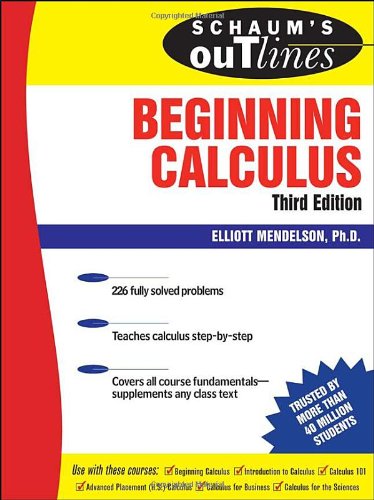 Copyrighted Material
SCHAUM'S
ouTlines
BEGINNING
CALCULUS
Third Edition
ELLIOTT MENDELSON, Ph.D.
226 fully solved problems
Teaches calculus step-by-step
Covers all course fundamentals—
supplements any class text
TRUSTED BY
MORE THAN
40 MILLION
STUDENTS
Use with these courses: Beginning Calculus Introduction to Calculus Calculus 101
Advanced Placement (H.S.) Calculus Calculus for Business Calculus for the Sciences